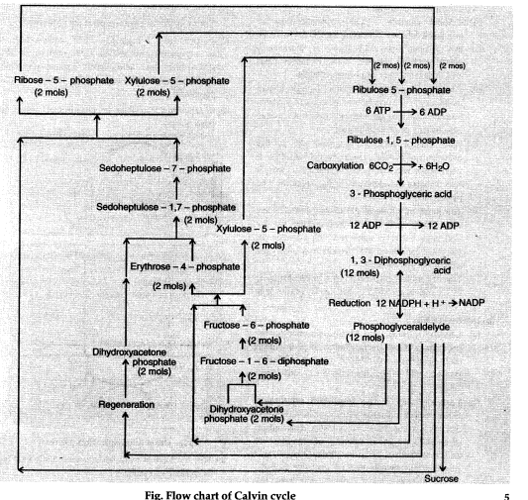 (2 mos) (2 mos) (2 mos)
Ribose – 5 – phosphate Xylulose – 5 – phosphate
(2 mols) (2 mols)
Ribulose 5 – phosphate
6 ATP 6 ADP
Ribulose 1, 5 – phosphate
Sedoheptulose – 7 – phosphate
Carboxylation 6CO2 + 6H2O
3 - Phosphoglyceric acid
Sedoheptulose – 1,7 – phosphate
(2 mols)
Xylulose – 5 – phosphate
(2 mols)
12 ADP 12 ADP
Erythrose – 4 – phosphate
(2 mols)
1, 3 - Diphosphoglyceric
(12 mols) acid
Reduction 12 NADPH + H+ NADP
Fructose – 6 – phosphate
(2 mols)
Phosphoglyceraldelyde
(12 mols)
Dihydroxyacetone
phosphate
(2 mols)
Fructose – 1 – 6 – diphosphate
(2 mols)
Regeneration
Dihydroxyacetone
phosphate (2 mols)
Sucrose
Fig. Flow chart of Calvin cycle
5